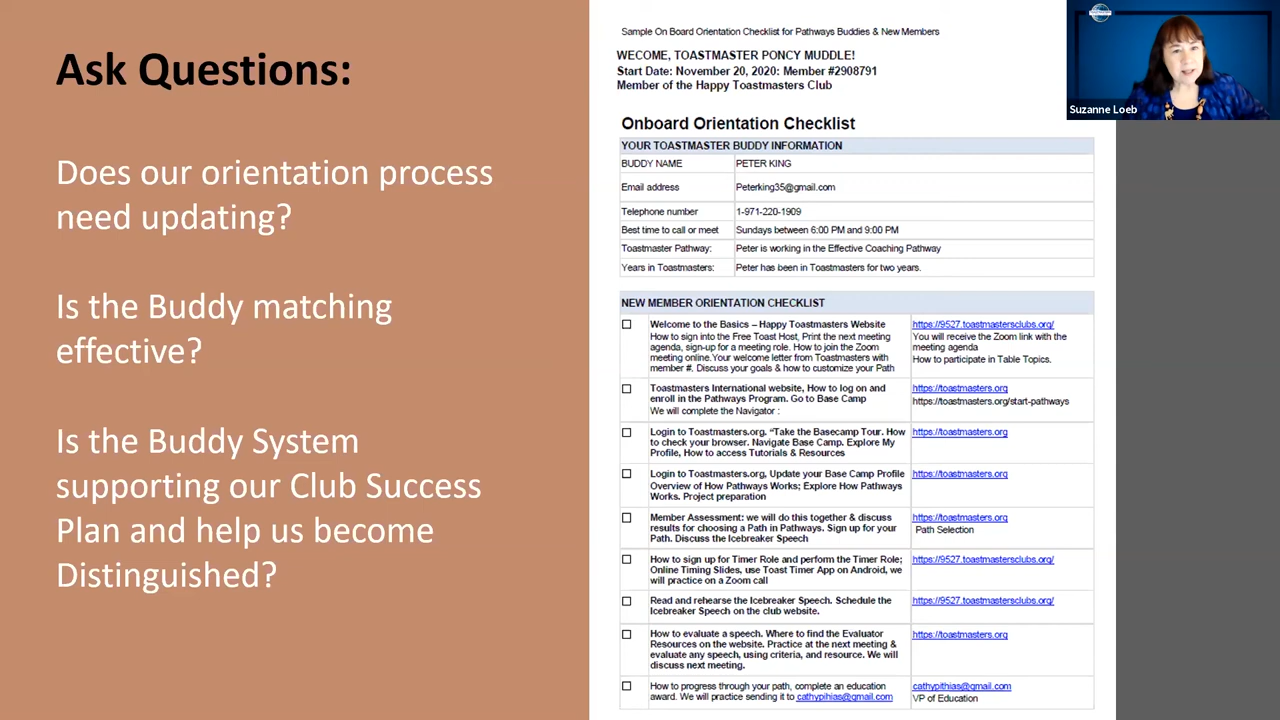 Ask Questions:
Does our orientation process
need updating?
Is the Buddy matching
effective?
Is the Buddy System
supporting our Club Success
Plan and help us become
Distinguished?
Sample On Board Orientation Checklist for Pathways Buddies & New Members
WECOME, TOASTMASTER PONCY MUDDLE!
Start Date: November 20, 2020: Member #2908791
Member of the Happy Toastmasters Club
Onboard Orientation Checklist
YOUR TOASTMASTER BUDDY INFORMATION
BUDDY NAME PETER KING
Email address Peterking35@gmail.com
Telephone number 1-971-220-1909
Best time to call or meet Sundays between 6:00 PM and 9:00 PM
Toastmaster Pathway: Peter is working in the Effective Coaching Pathway
Years in Toastmasters: Peter has been in Toastmasters for two years.
NEW MEMBER ORIENTATION CHECKLIST
Welcome to the Basics – Happy Toastmasters Website
How to sign into the Free Toast Host, Print the next meeting
agenda, sign-up for a meeting role. How to join the Zoom
meeting online.Your welcome letter from Toastmasters with
member #. Discuss your goals & how to customize your Path
https://9527.toastmastersclubs.org/
You will receive the Zoom link with the
meeting agenda
How to participate in Table Topics.
Toastmasters International website, How to log on and
enroll in the Pathways Program. Go to Base Camp
We will complete the Navigator :
https://toastmasters.org
https://toastmasters.org/start-pathways
Login to Toastmasters.org. “Take the Basecamp Tour. How
to check your browser. Navigate Base Camp. Explore My
Profile, How to access Tutorials & Resources
https://toastmasters.org
Login to Toastmasters.org, Update your Base Camp Profile
Overview of How Pathways Works; Explore How Pathways
Works. Project preparation
https://toastmasters.org
Member Assessment: we will do this together & discuss
results for choosing a Path in Pathways. Sign up for your
Path. Discuss the Icebreaker Speech
https://toastmasters.org
Path Selection
How to sign up for Timer Role and perform the Timer Role;
Online Timing Slides, use Toast Timer App on Android, we
will practice on a Zoom call
https://9527.toastmastersclubs.org/
Read and rehearse the Icebreaker Speech. Schedule the
Icebreaker Speech on the club website.
https://9527.toastmastersclubs.org/
How to evaluate a speech. Where to find the Evaluator
Resources on the website. Practice at the next meeting &
evaluate any speech, using criteria, and resource. We will
discuss next meeting.
https://toastmasters.org
How to progress through your path, complete an education
award. We will practice sending it to cathypithias@gmail.com
cathypithias@gmail.com
VP of Education
Suzanne Loeb